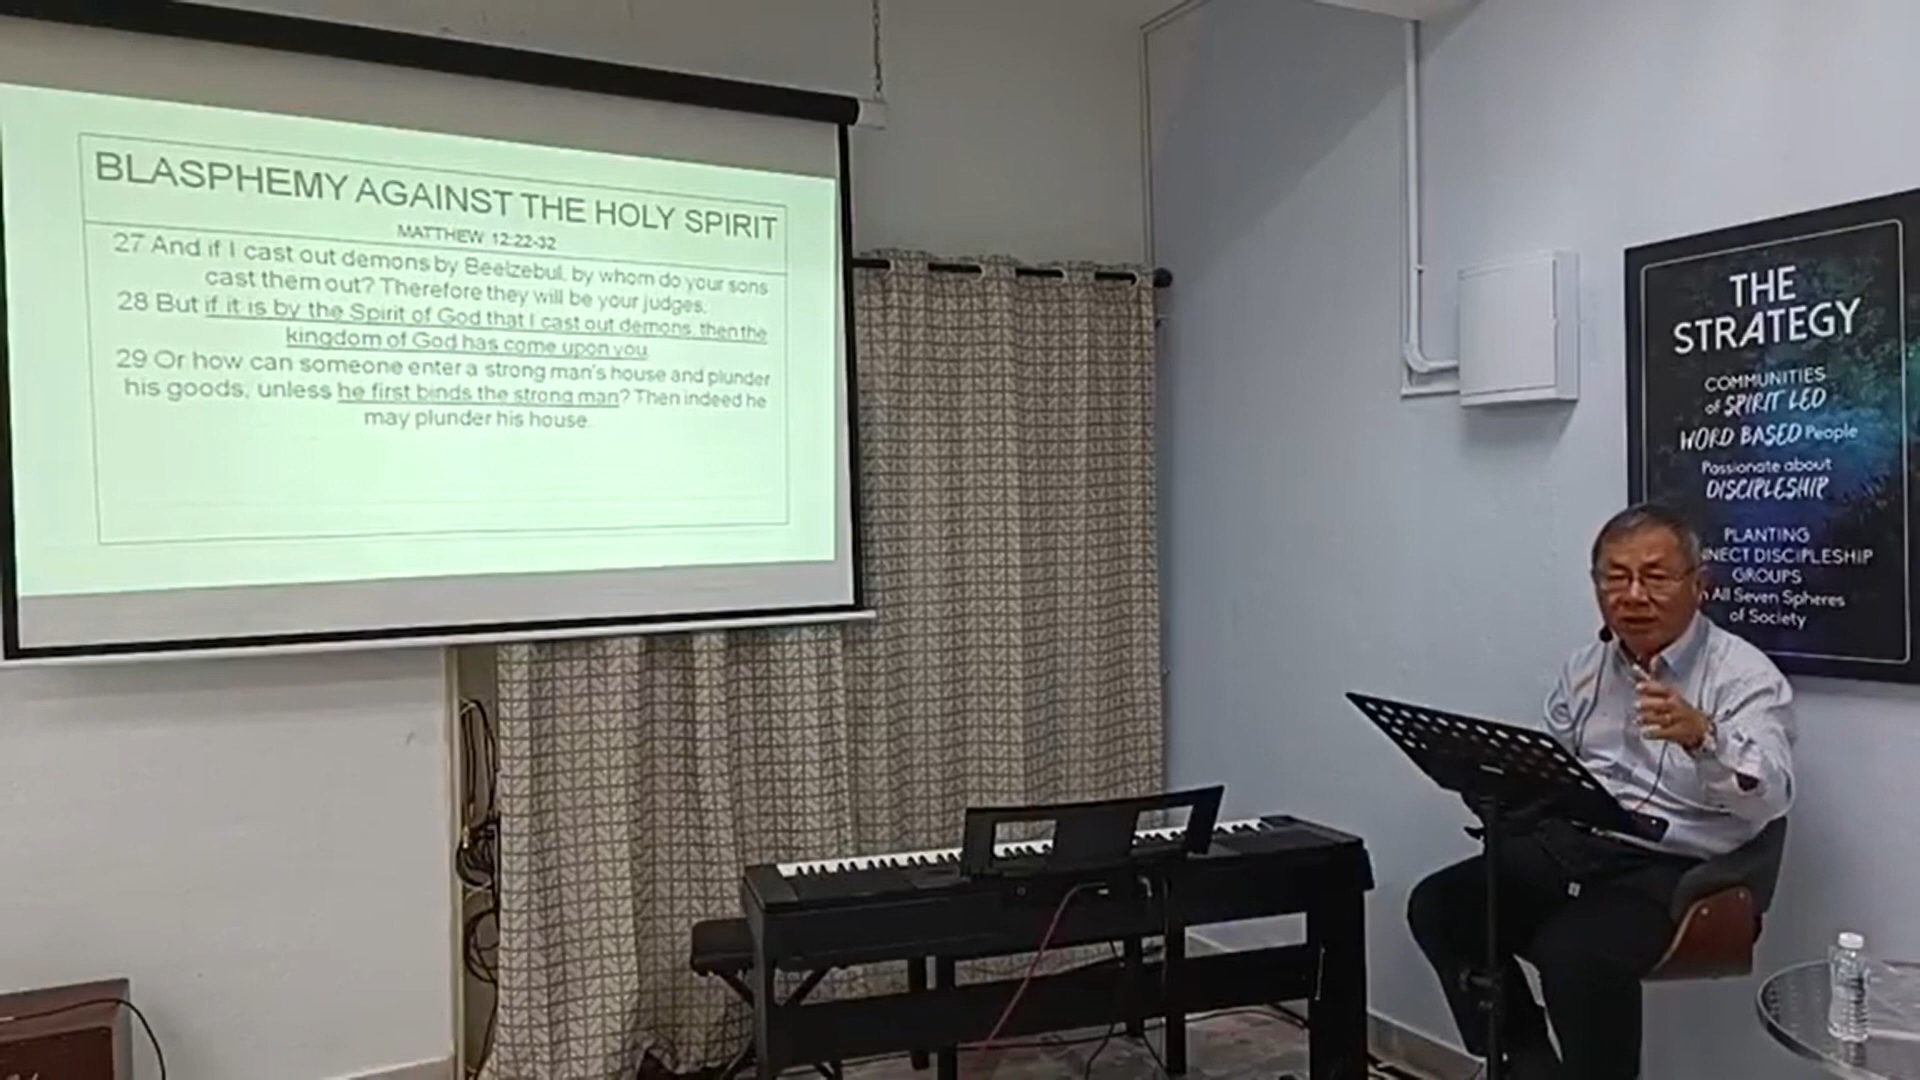 BLASPHEMY AGAINST THE HOLY SPIRIT
MATTHEW 12:22-32
27 And if I cast out demons by Beelzebul, by whom do your sons
cast them out? Therefore they will be your judges.
28 But if it is by the Spirit of God that I cast out demons, then the
kingdom of God has come upon you.
29 Or how can someone enter a strong man's house and plunder
his goods, unless he first binds the strong man? Then indeed he
may plunder his house.
THE
STRATEGY
COMMUNITIES
of SPIRIT LED
WORD BASED People
Passionate about
DISCIPLESHIP
PLANTING
DISCIPLESHIP
GROUPS
All Seven Spheres
of Society